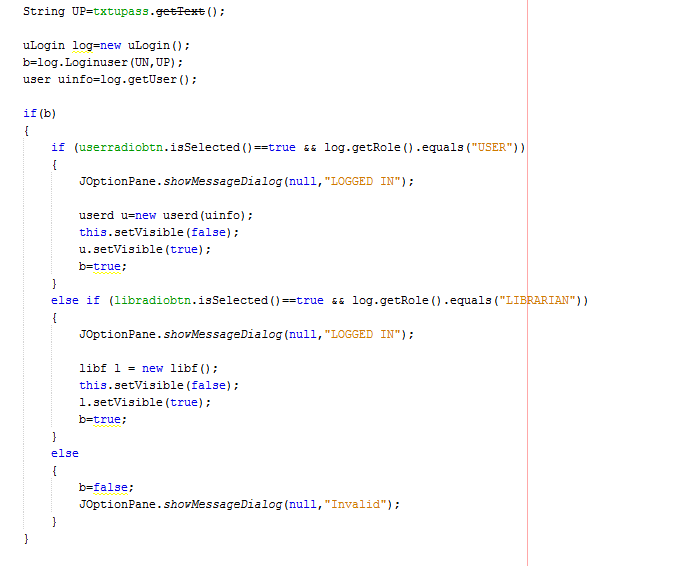 String UP=txtupass.getText();
uLogin log=new uLogin();
b=log.Loginuser(UN,UP);
user uinfo=log.getUser();
if(b)
{
if (userradiobtn.isSelected()==true && log.getRole().equals("USER"))
{
JOptionPane.showMessageDialog(null,"LOGGED IN");
userd u=new userd(uinfo);
this.setVisible(false);
u.setVisible(true);
b=true;
}
else if (libradiobtn.isSelected()==true && log.getRole().equals("LIBRARIAN"))
{
JOptionPane.showMessageDialog(null,"LOGGED IN");
libf l = new libf();
this.setVisible(false);
l.setVisible(true);
b=true;
}
else
{
b=false;
JOptionPane.showMessageDialog(null,"Invalid");
}
}